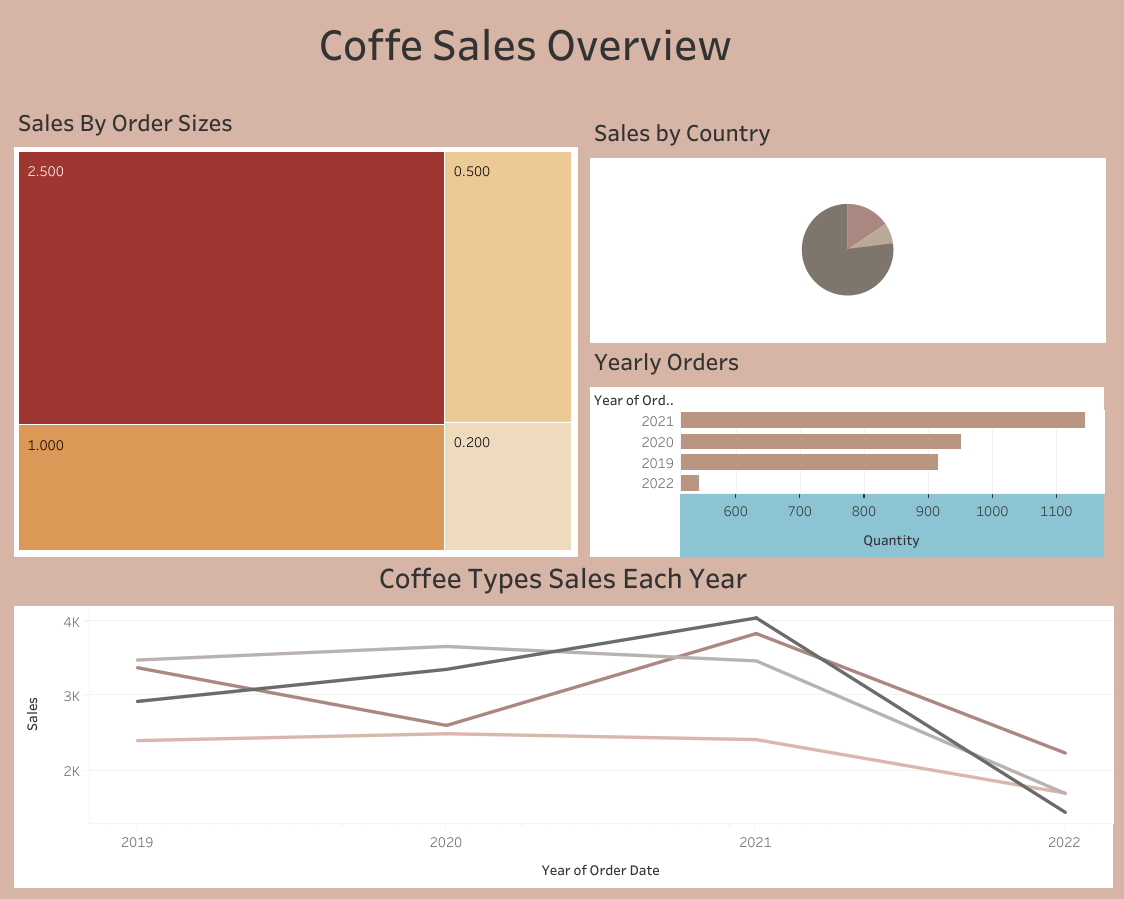 Coffe Sales Overview
Sales By Order Sizes
2.500
0.500
1.000
0.200
Sales by Country
Yearly Orders
Year of Ord..
2021
2020
2019
2022
600 700 800 900 1000 1100
Quantity
Coffee Types Sales Each Year
4K
3K
2K
Sales
2019 2020 2021 2022
Year of Order Date